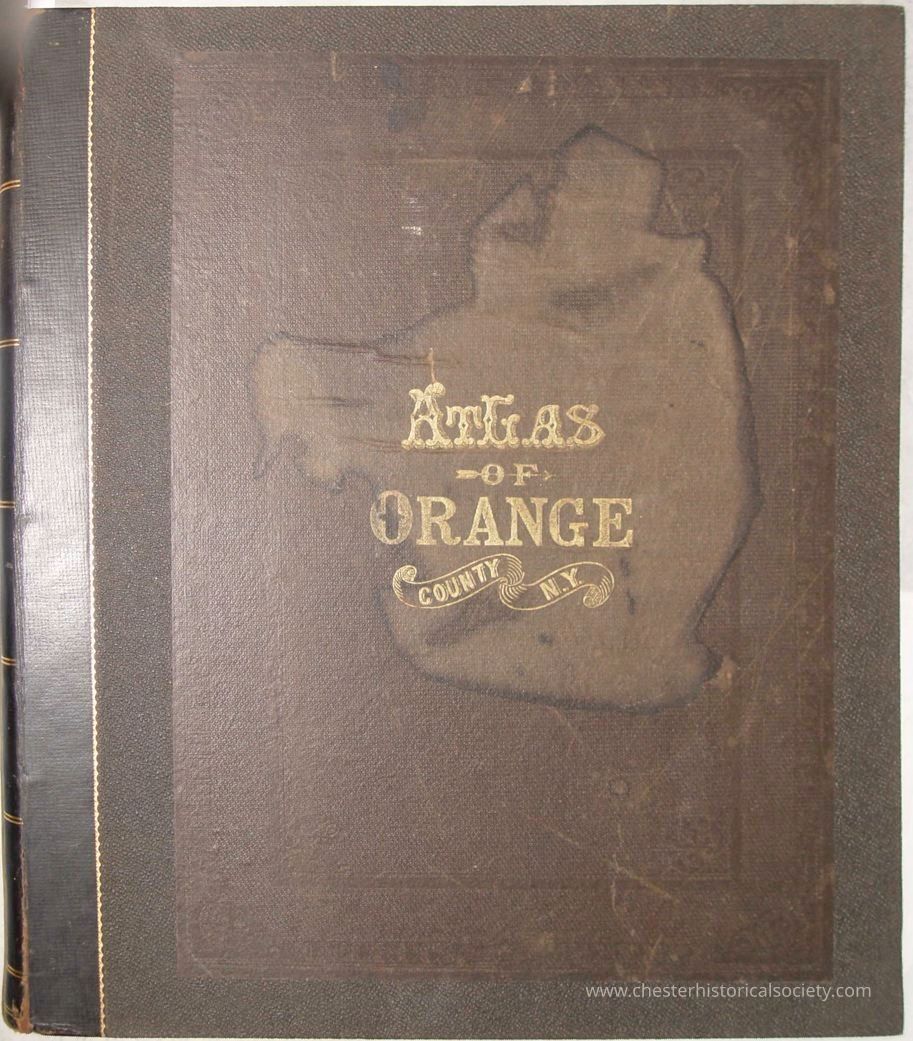 ATLAS
OF
ORANGE
COUNTY N.Y.
www.chesterhistoricalsociety.com